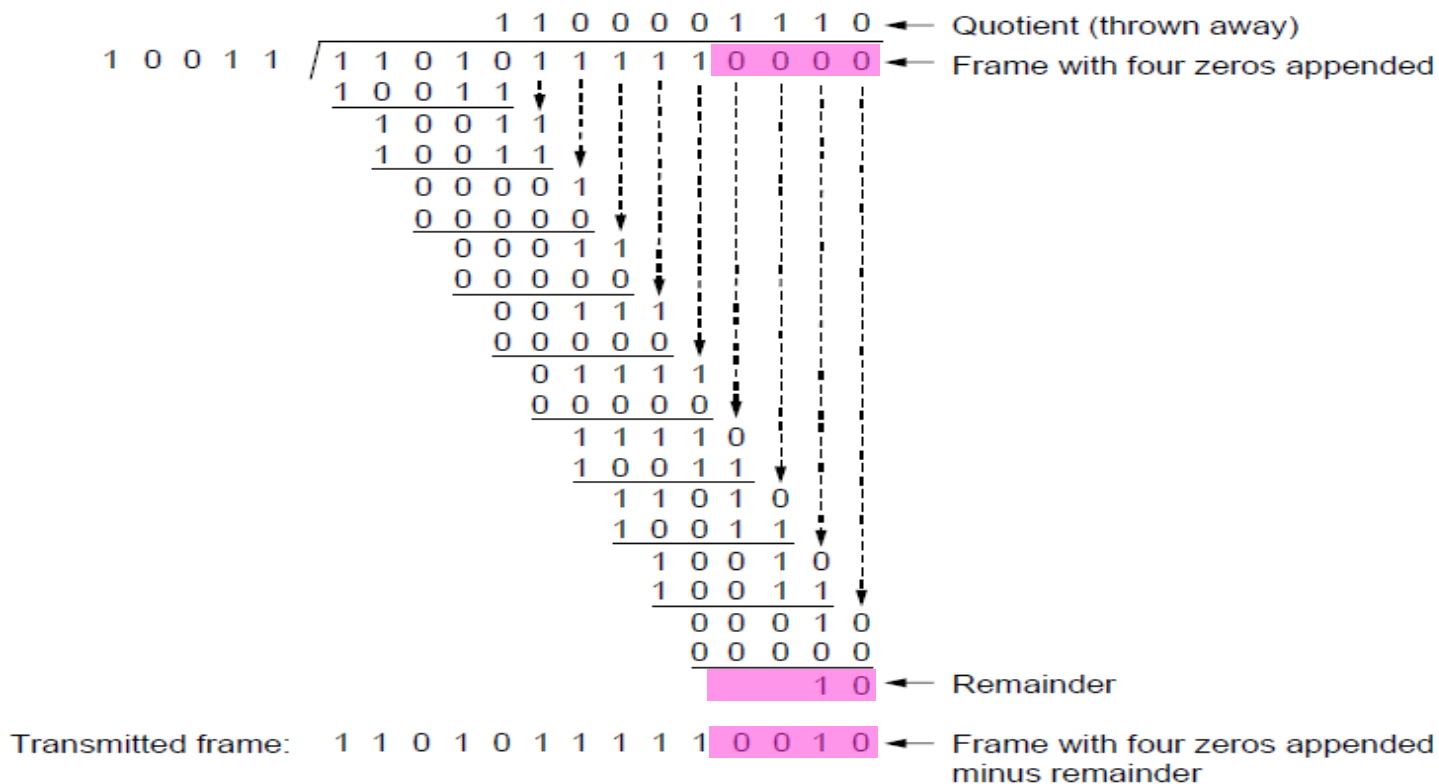 1 1 0 0 0 0 1 1 1 0 Quotient (thrown away)
1 0 0 1 1 1 1 0 1 0 1 1 1 1 1 0 0 0 0 Frame with four zeros appended
1 0 0 1 1
1 0 0 1 1
1 0 0 1 1
0 0 0 0 1
0 0 0 0 0
0 0 0 1 1
0 0 0 0 0
0 0 1 1 1
0 0 0 0 0
0 1 1 1 1
0 0 0 0 0
1 1 1 1 0
1 0 0 1 1
1 1 0 1 0
1 0 0 1 1
1 0 0 1 0
1 0 0 1 1
0 0 0 1 0
0 0 0 0 0
1 0 Remainder
Transmitted frame: 1 1 0 1 0 1 1 1 1 1 0 0 1 0 Frame with four zeros appended
minus remainder